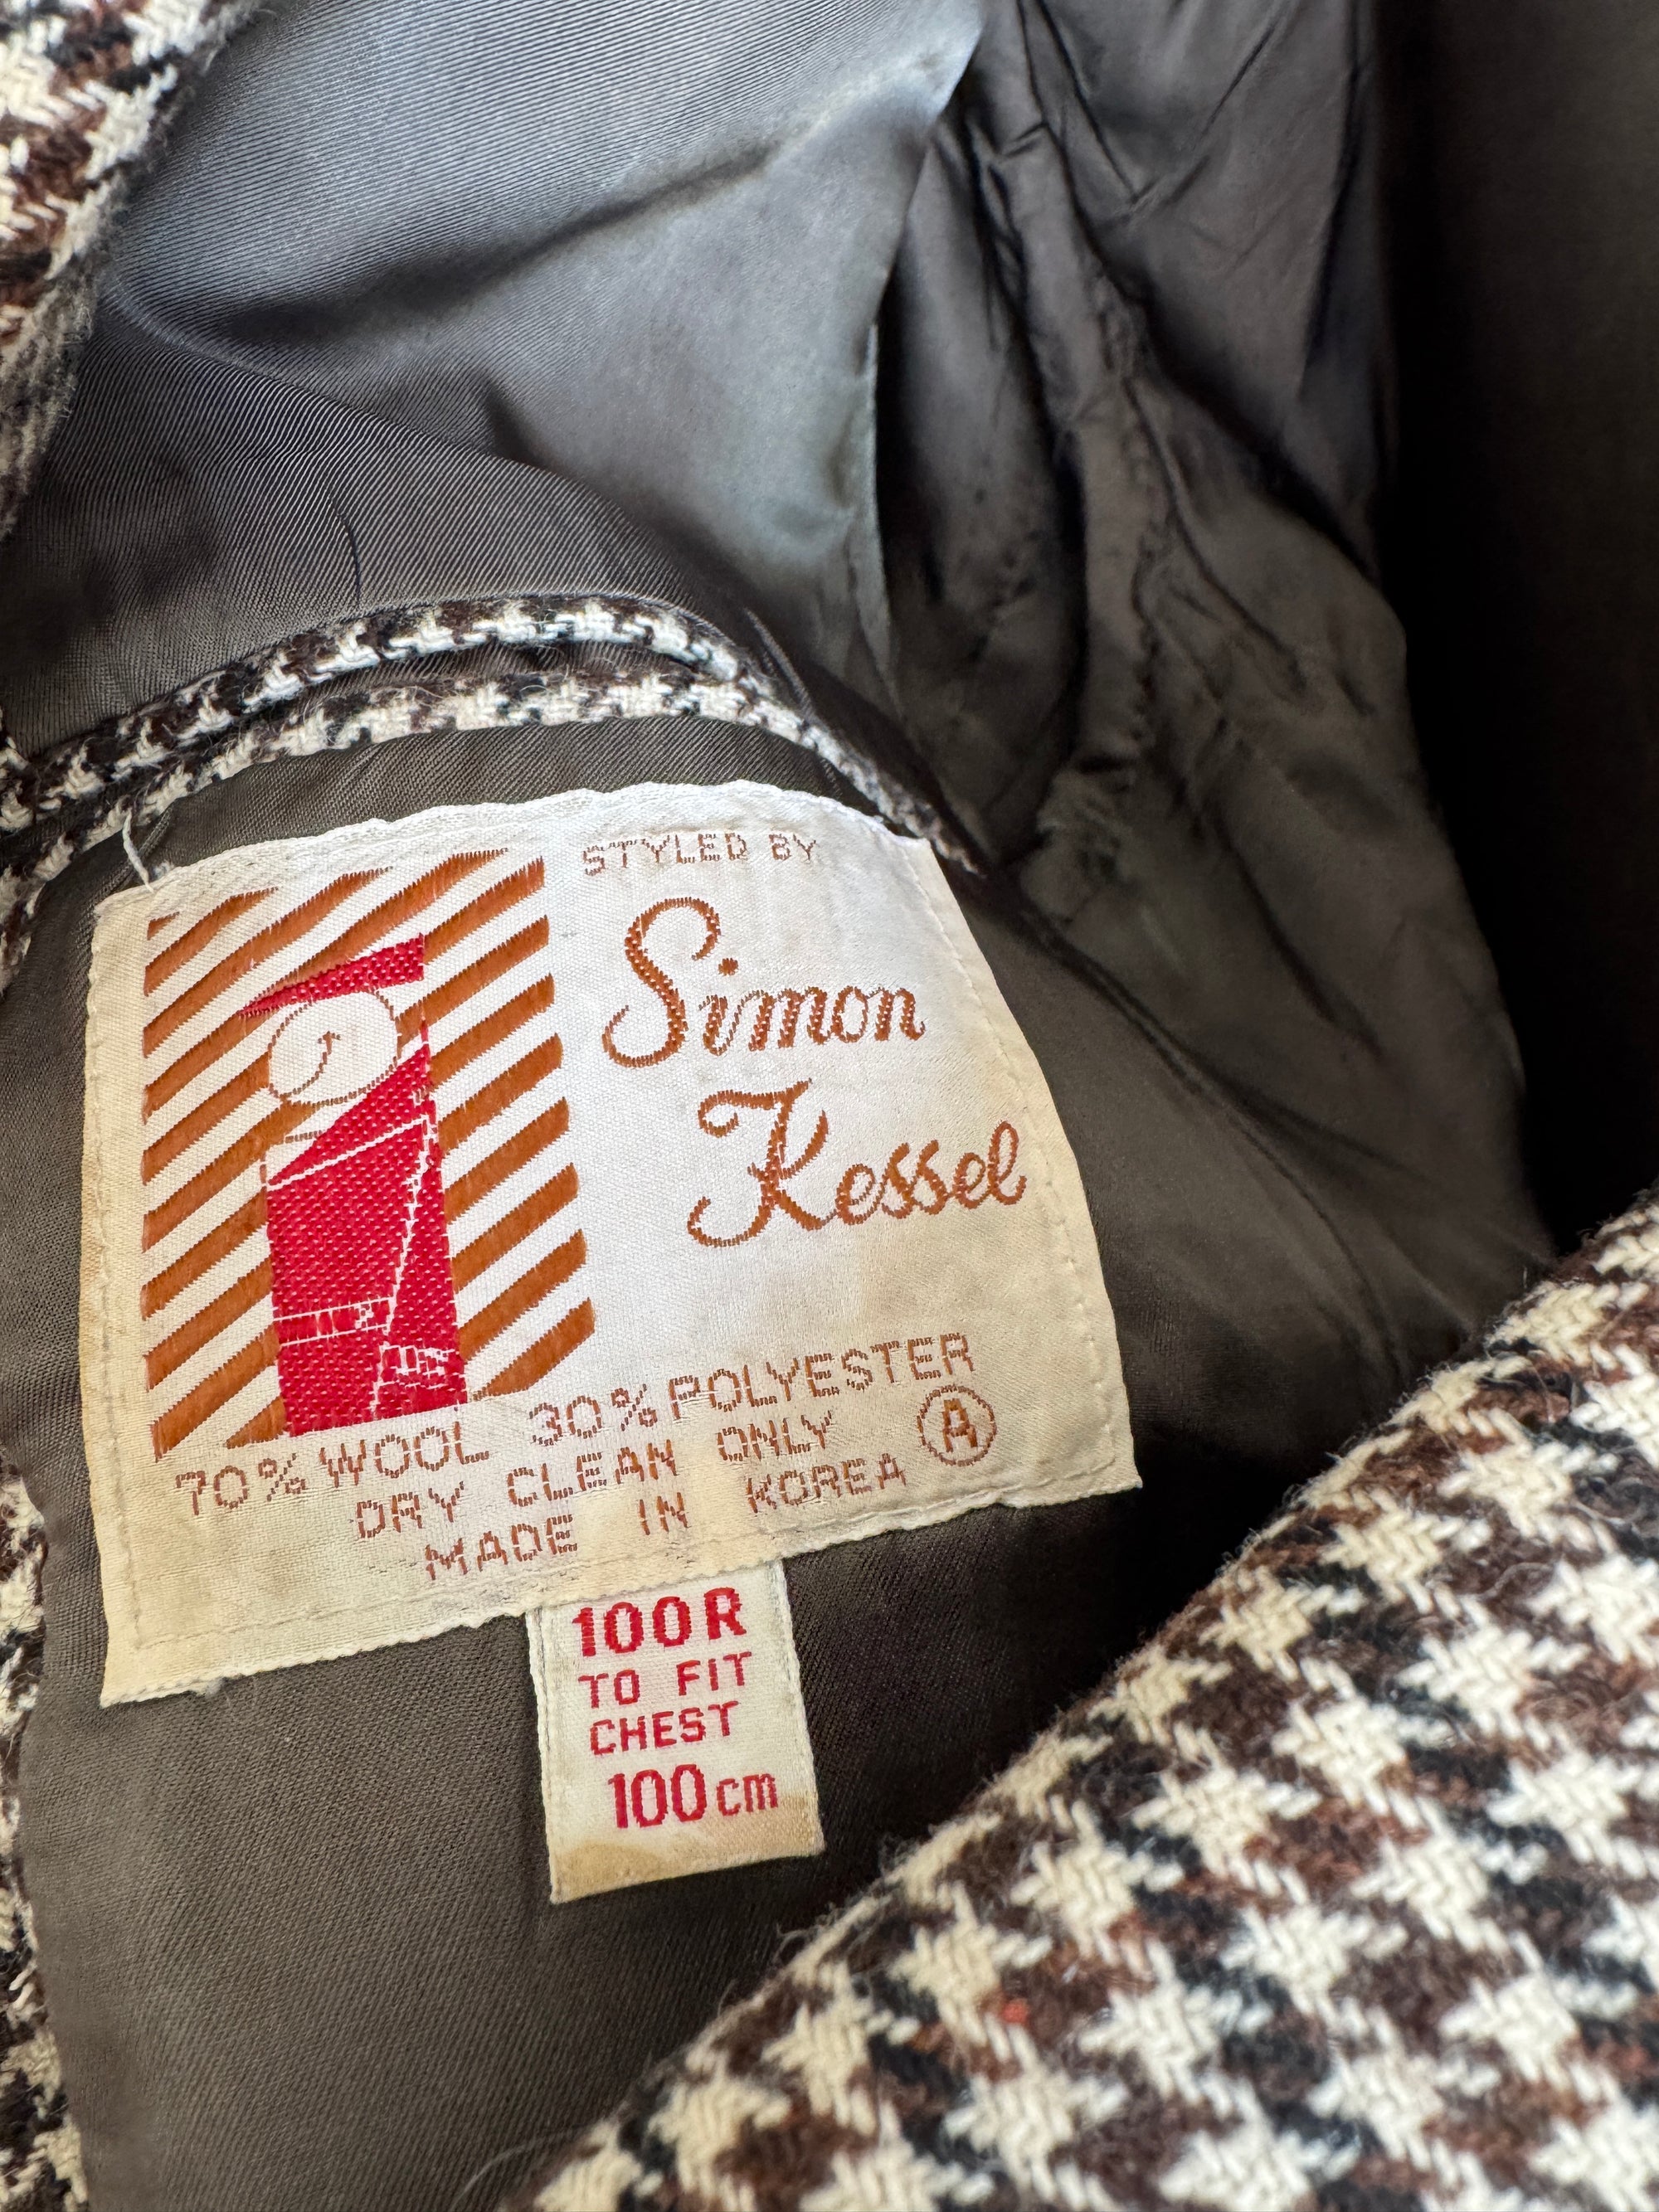 STYLED BY
Simon
Kessel
70% WOOL 30% POLYESTER
DRY CLEAN ONLY A
MADE IN KOREA
100R
TO FIT
CHEST
100cm